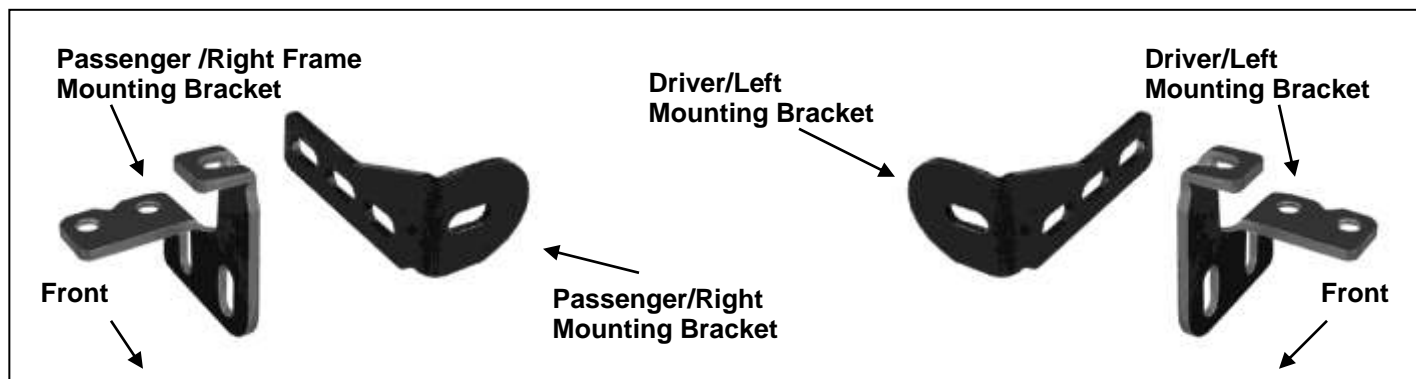 Passenger /Right Frame
Mounting Bracket
Driver/Left
Mounting Bracket
Driver/Left
Mounting Bracket
Front
Passenger/Right
Mounting Bracket
Front